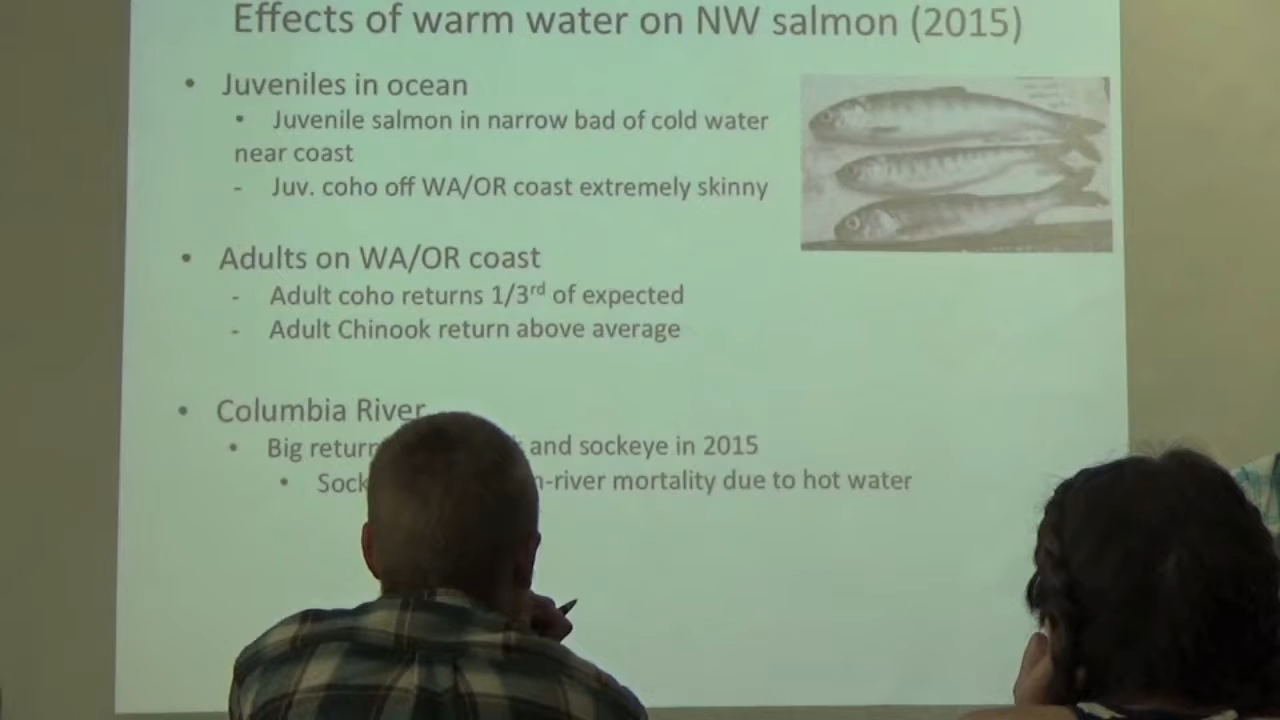 Effects of warm water on NW salmon (2015)
• Juveniles in ocean
• Juvenile salmon in narrow bad of cold water
near coast
- Juv. coho off WA/OR coast extremely skinny
• Adults on WA/OR coast
- Adult coho returns 1/3rd of expected
- Adult Chinook return above average
• Columbia River
• Big return and sockeye in 2015
• Sock -river mortality due to hot water